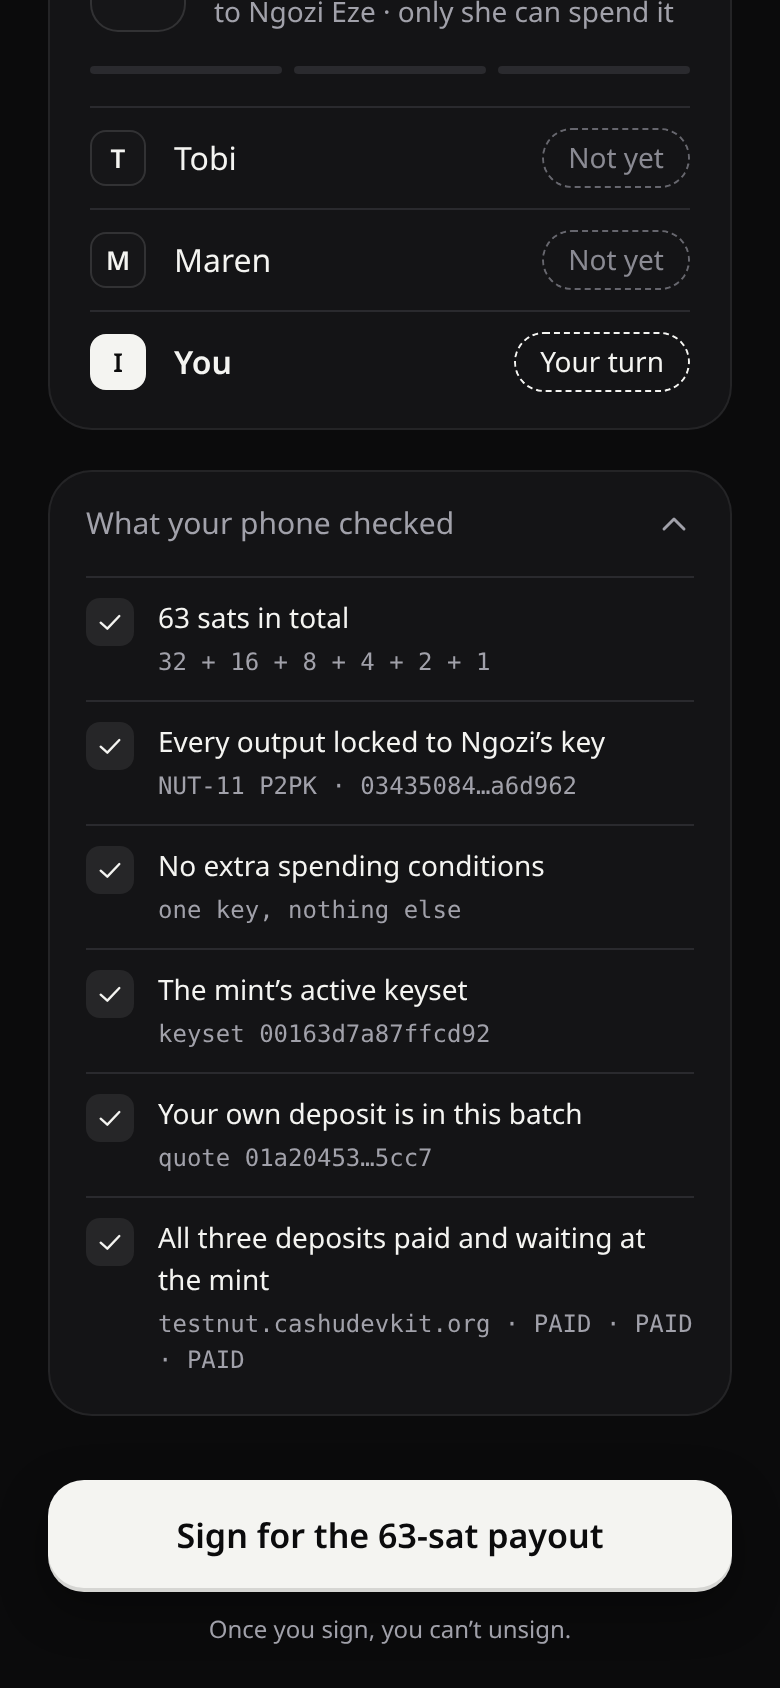 to Ngozi Eze · only she can spend it
T Tobi Not yet
M Maren Not yet
I You Your turn
What your phone checked
63 sats in total
32 + 16 + 8 + 4 + 2 + 1
Every output locked to Ngozi’s key
NUT-11 P2PK · 03435084…a6d962
No extra spending conditions
one key, nothing else
The mint’s active keyset
keyset 00163d7a87ffcd92
Your own deposit is in this batch
quote 01a20453…5cc7
All three deposits paid and waiting at
the mint
testnut.cashudevkit.org · PAID · PAID
· PAID
Sign for the 63-sat payout
Once you sign, you can’t unsign.